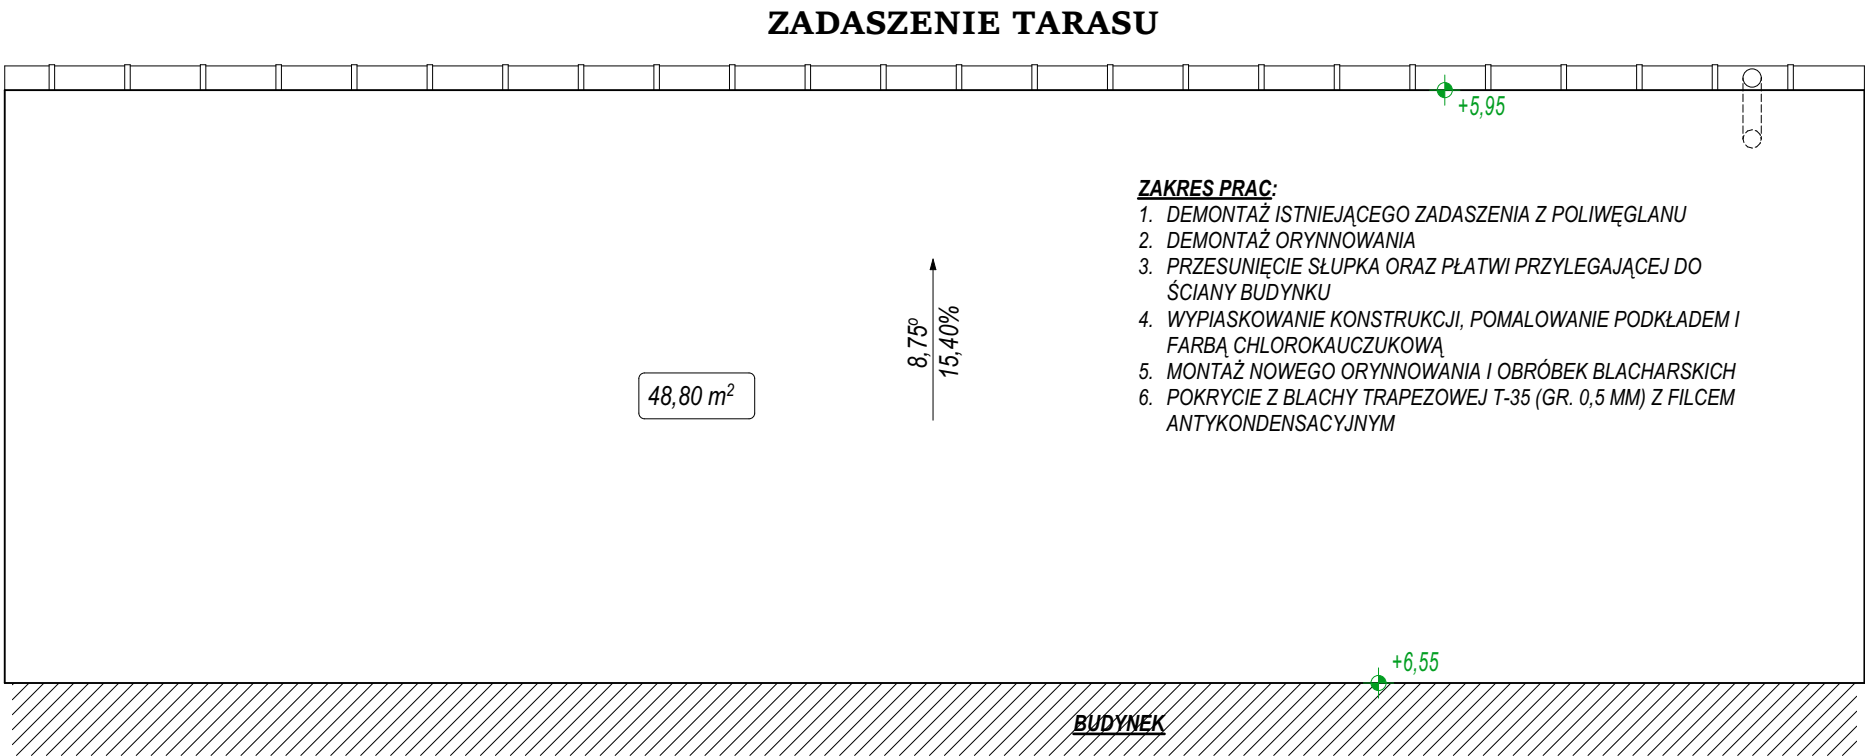 ZADASZENIE TARASU
+5,95
ZAKRES PRAC:
1. DEMONTAŻ ISTNIEJĄCEGO ZADASZENIA Z POLIWĘGLANU
2. DEMONTAŻ ORYNNOWANIA
3. PRZESUNIĘCIE SŁUPKA ORAZ PŁATWI PRZYLEGAJĄCEJ DO
ŚCIANY BUDYNKU
4. WYPIASKOWANIE KONSTRUKCJI, POMALOWANIE PODKŁADEM I
FARBĄ CHLOROKAUCZUKOWĄ
5. MONTAŻ NOWEGO ORYNNOWANIA I OBRÓBEK BLACHARSKICH
6. POKRYCIE Z BLACHY TRAPEZOWEJ T-35 (GR. 0,5 MM) Z FILCEM
ANTYKONDENSACYJNYM
8,75º
15,40%
48,80 m²
+6,55
BUDYNEK